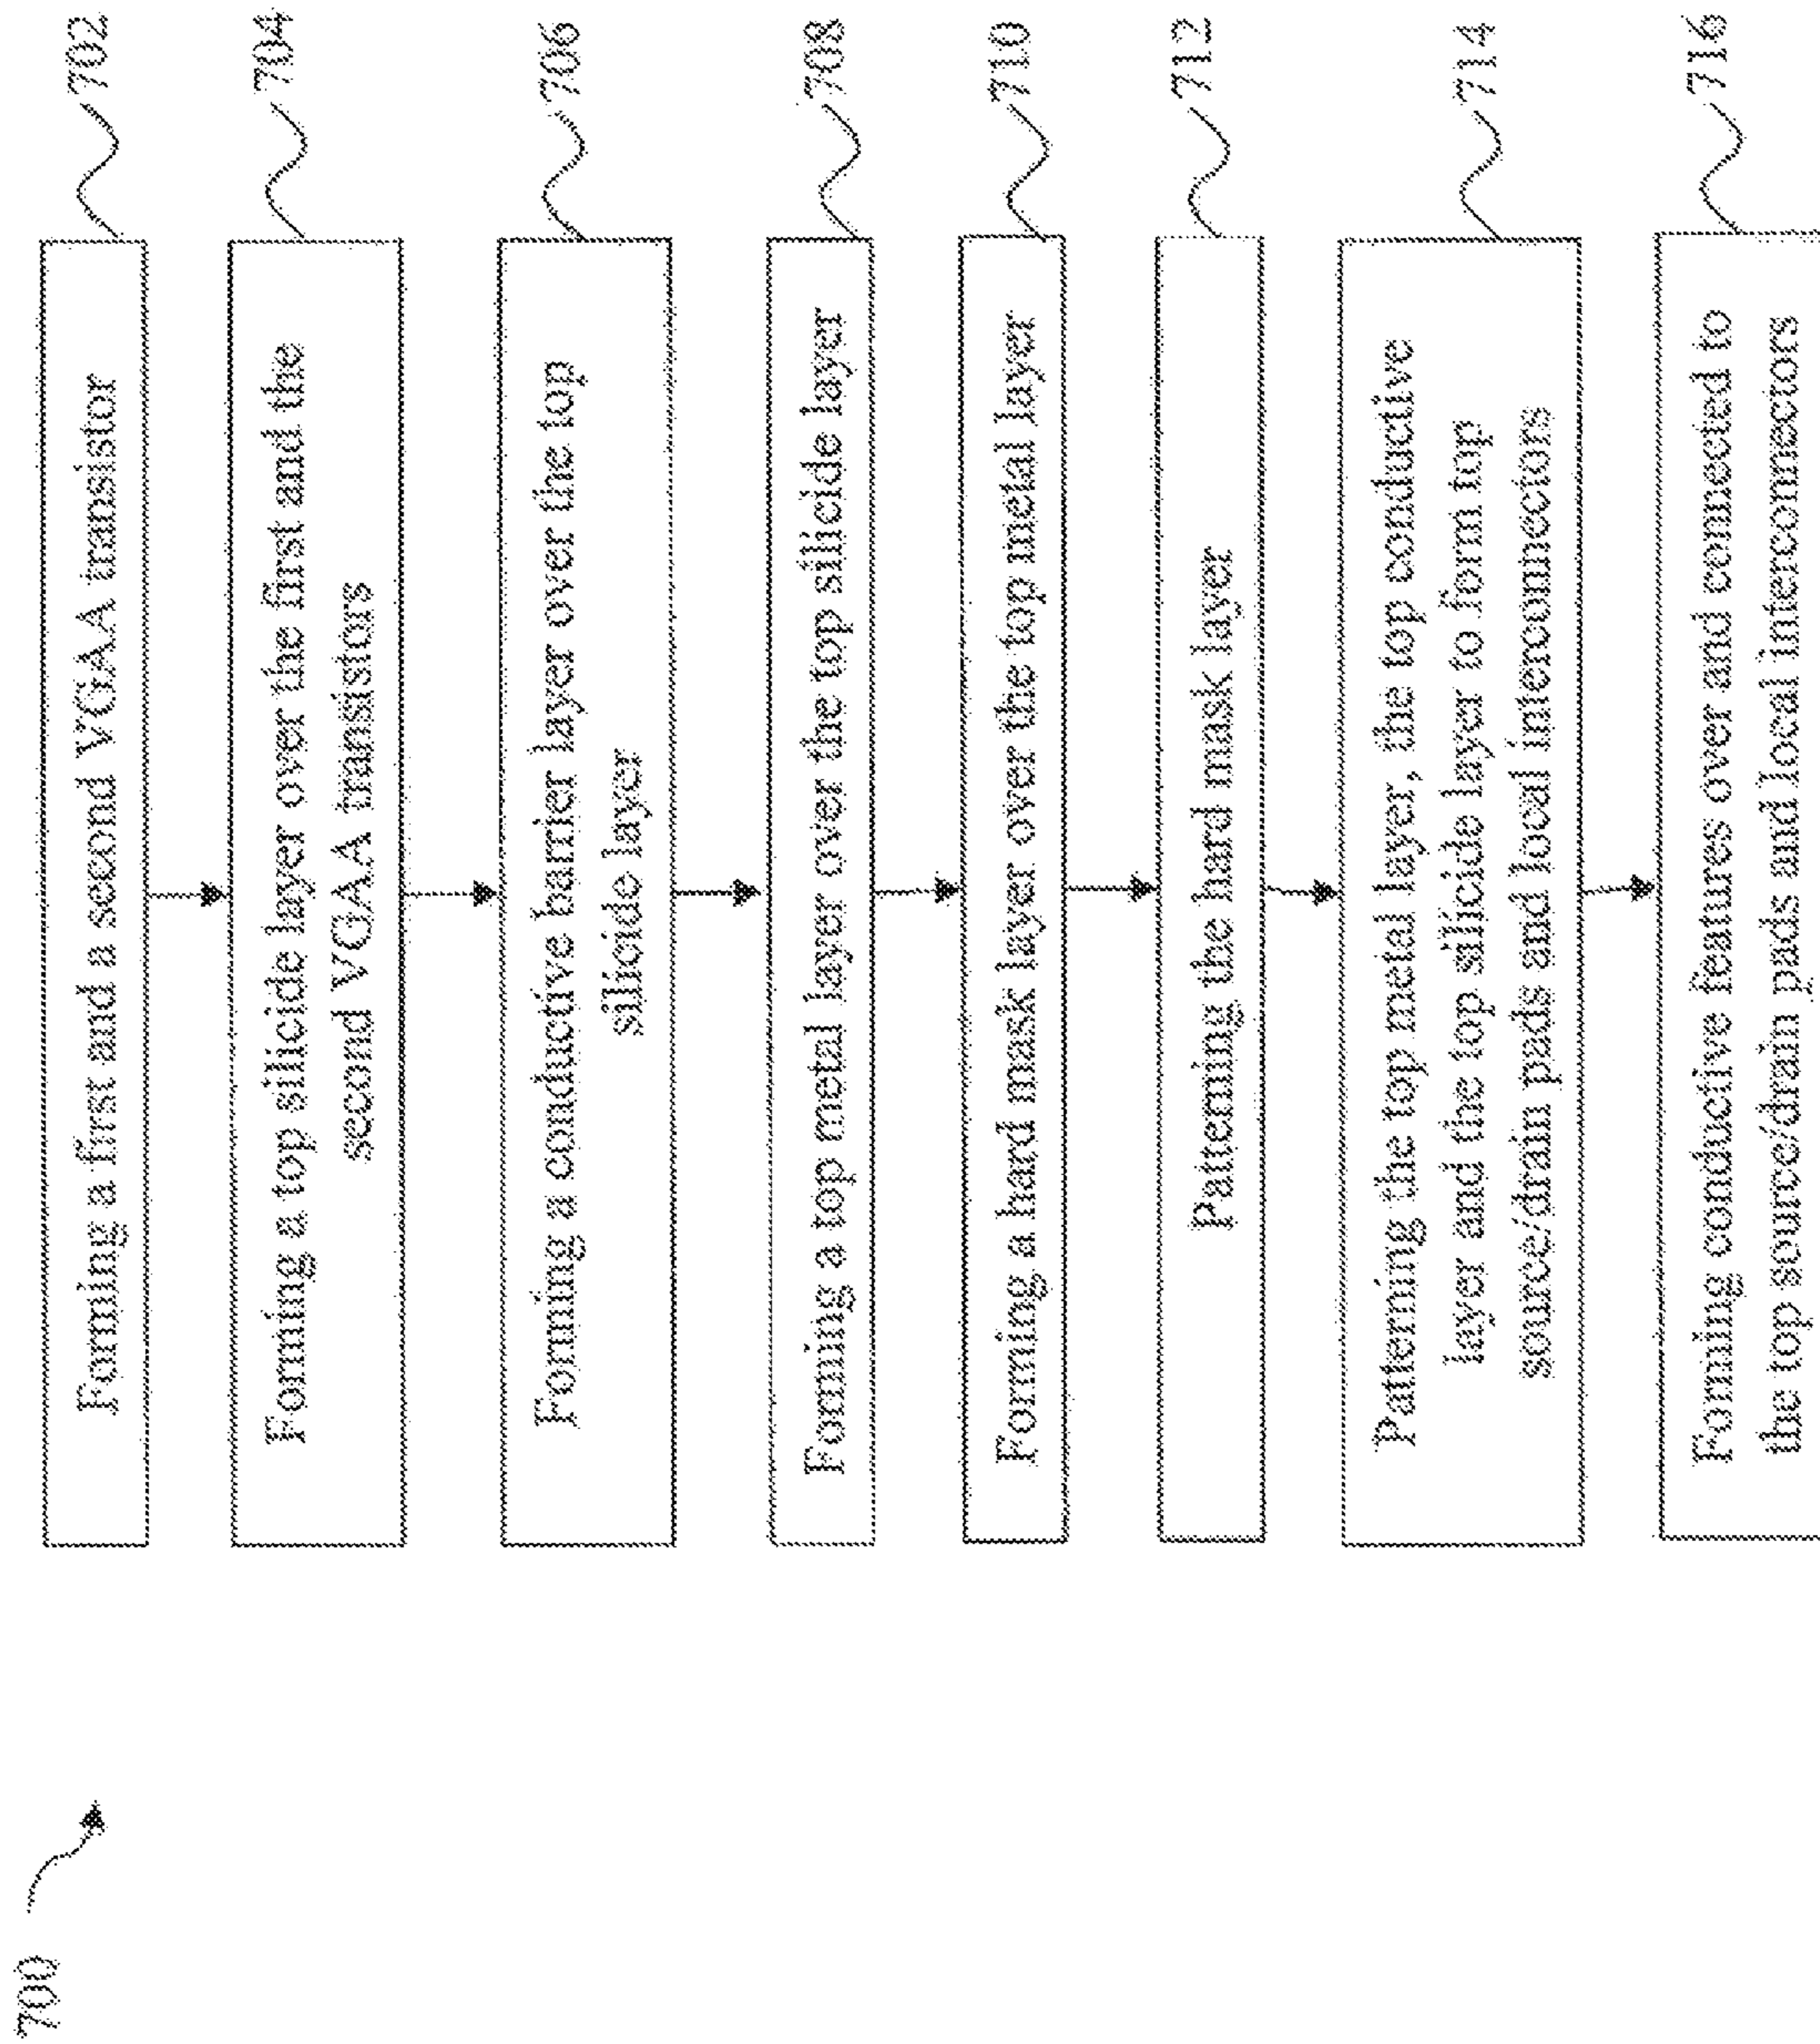 700
Forming a first and a second VGAA transistor
702
Forming a top silicide layer over the first and the
second VGAA transistors
704
Forming a conductive barrier layer over the top
silicide layer
706
Forming a top metal layer over the top silicide layer
708
Forming a hard mask layer over the top metal layer
710
Patterning the hard mask layer
712
Patterning the top metal layer, the top conductive
layer and the top silicide layer to form top
source/drain pads and local interconnectors
714
Forming conductive features over and connected to
the top source/drain pads and local interconnectors
716